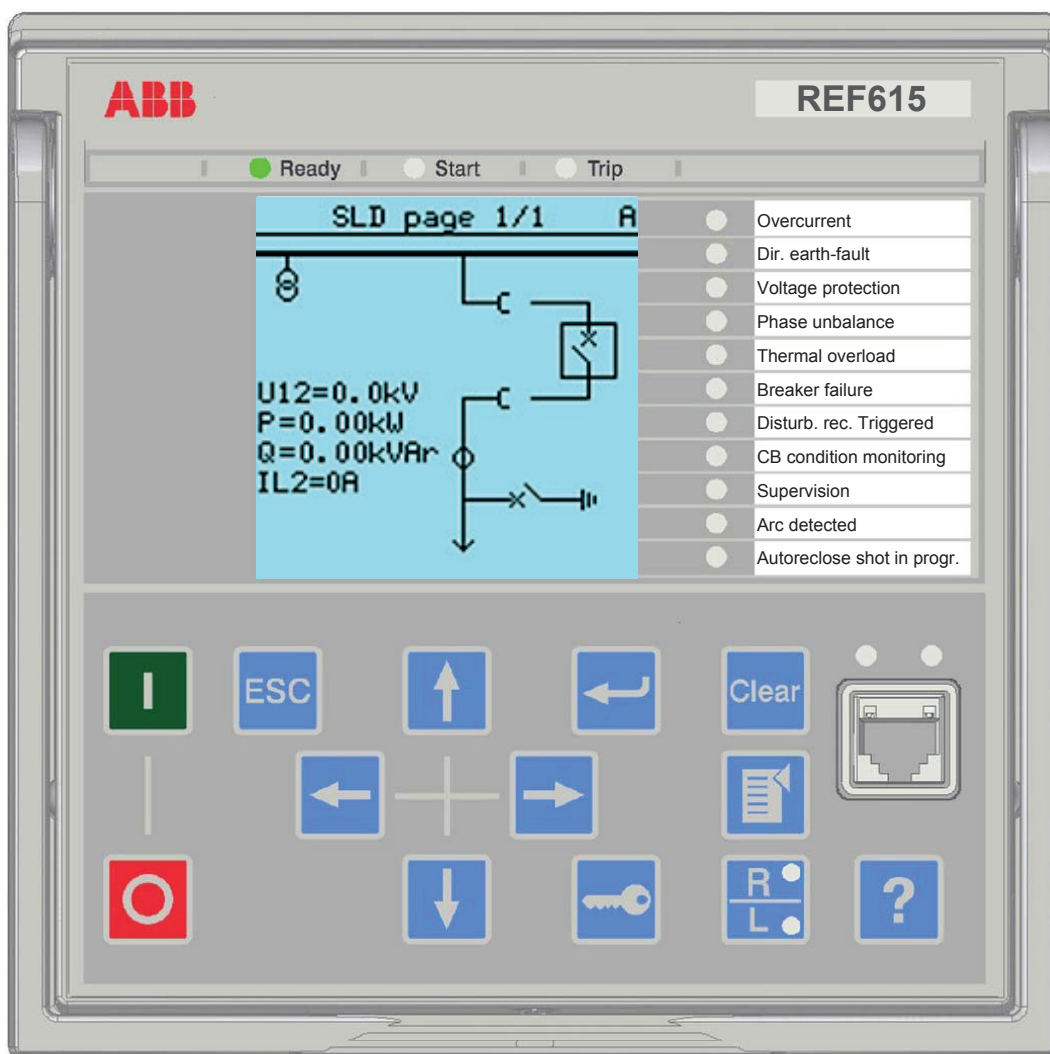 ABB
REF615
Ready Start Trip
SLD page 1/1 A
U12=0.0kV
P=0.00kW
Q=0.00kVAr
IL2=0A
Overcurrent
Dir. earth-fault
Voltage protection
Phase unbalance
Thermal overload
Breaker failure
Disturb. rec. Triggered
CB condition monitoring
Supervision
Arc detected
Autoreclose shot in progr.
I
ESC
Clear
O
R
L
?